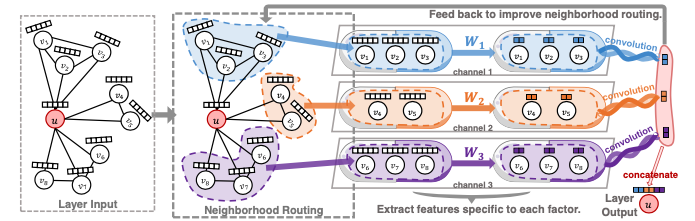 Feed back to improve neighborhood routing.
v1
v2
v3
u
v4
v5
v6
v7
v8
Layer Input
v1
v2
v3
u
v4
v5
v6
v7
v8
Neighborhood Routing
v1 v2 v3
W1
v1 v2 v3
channel 1
convolution
v4 v5
W2
v4 v5
channel 2
convolution
v6 v7 v8
W3
v6 v7 v8
channel 3
convolution
Extract features specific to each factor.
concatenate
Layer
Output
u